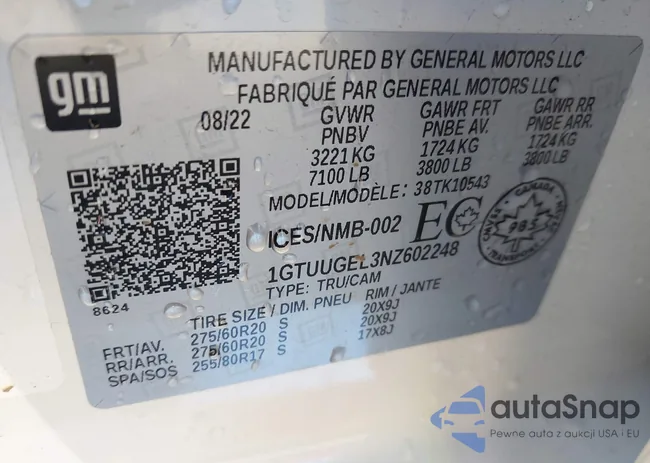 gm
MANUFACTURED BY GENERAL MOTORS LLC
FABRIQUÉ PAR GENERAL MOTORS LLC
08/22 GVWR GAWR FRT GAWR RR
PNBV PNBE AV. PNBE ARR.
3221 KG 1724 KG 1724 KG
7100 LB 3800 LB 3800 LB
MODEL/MODÈLE: 38TK10543
ICES/NMB-002 EC CANADA 983
1GTUUGEL3NZ602248
TYPE: TRU/CAM
8624
TIRE SIZE / DIM. PNEU RIM / JANTE
FRT/AV. 275/60R20 S 20X9J
RR/ARR. 275/60R20 S 20X9J
SPA/SOS 255/80R17 S 17X8J
autaSnap
Pewne auta z aukcji USA i EU